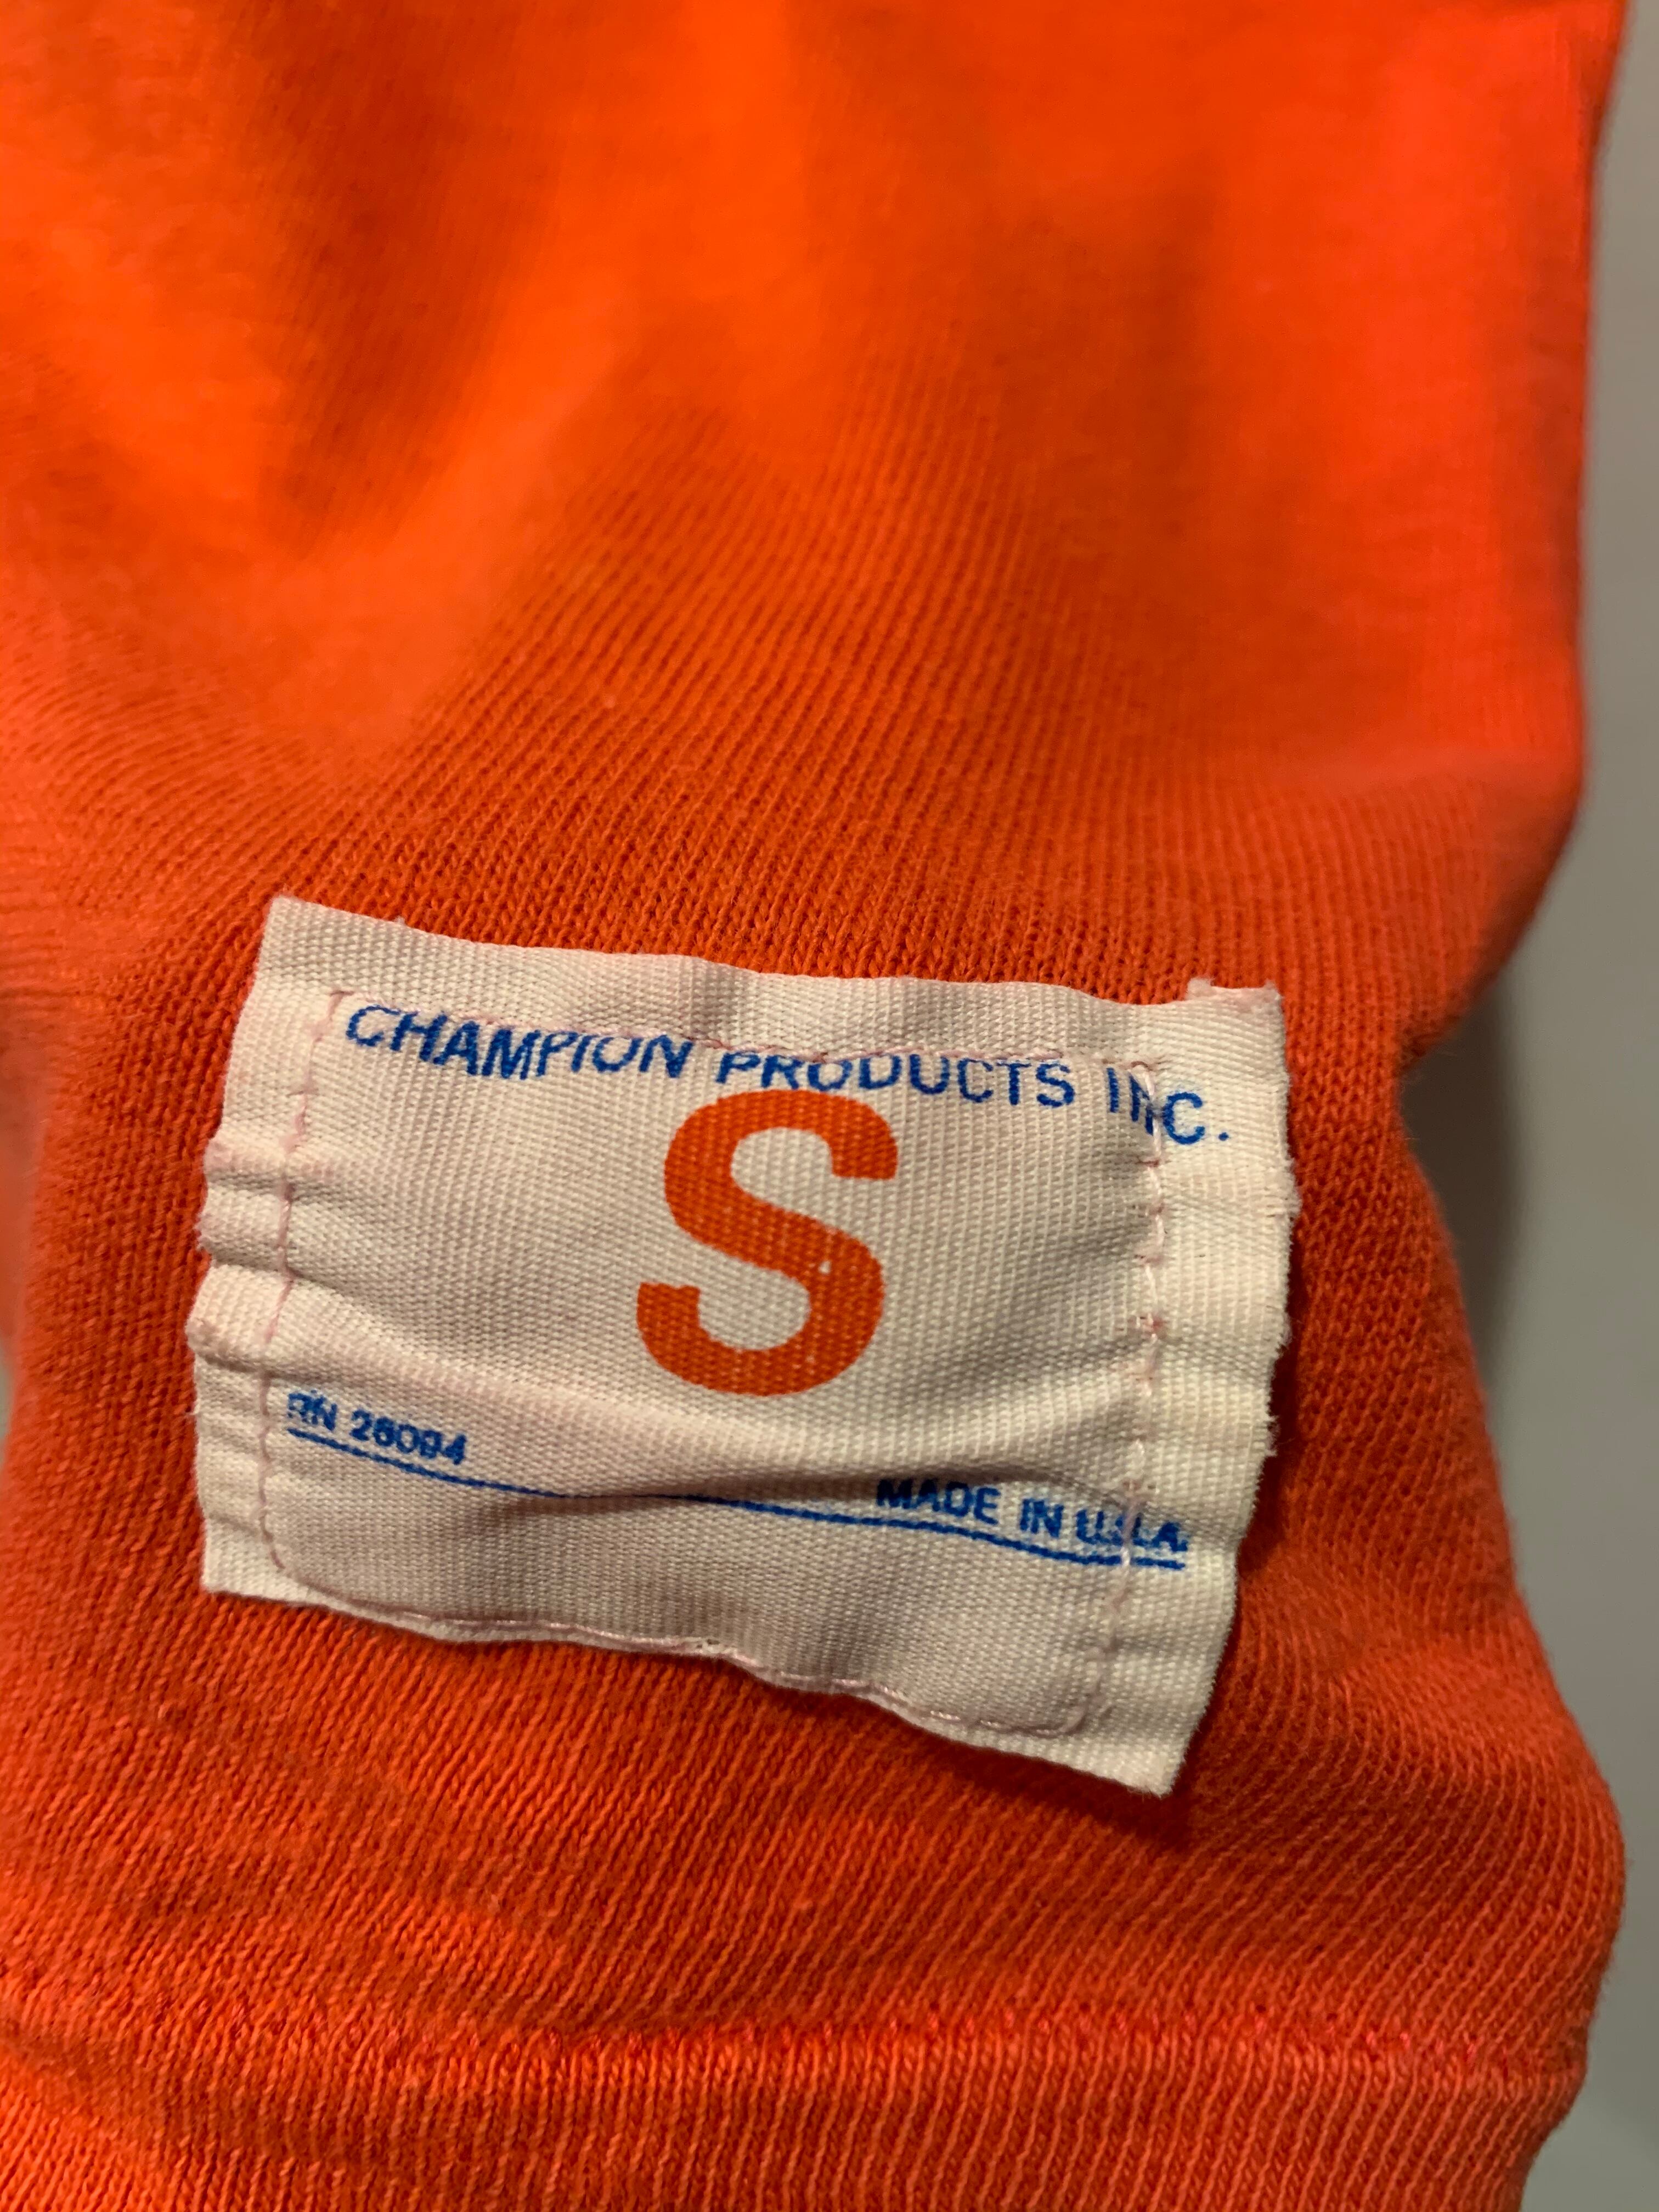 CHAMPION PRODUCTS INC.
S
RN 26094
MADE IN U.S.A.